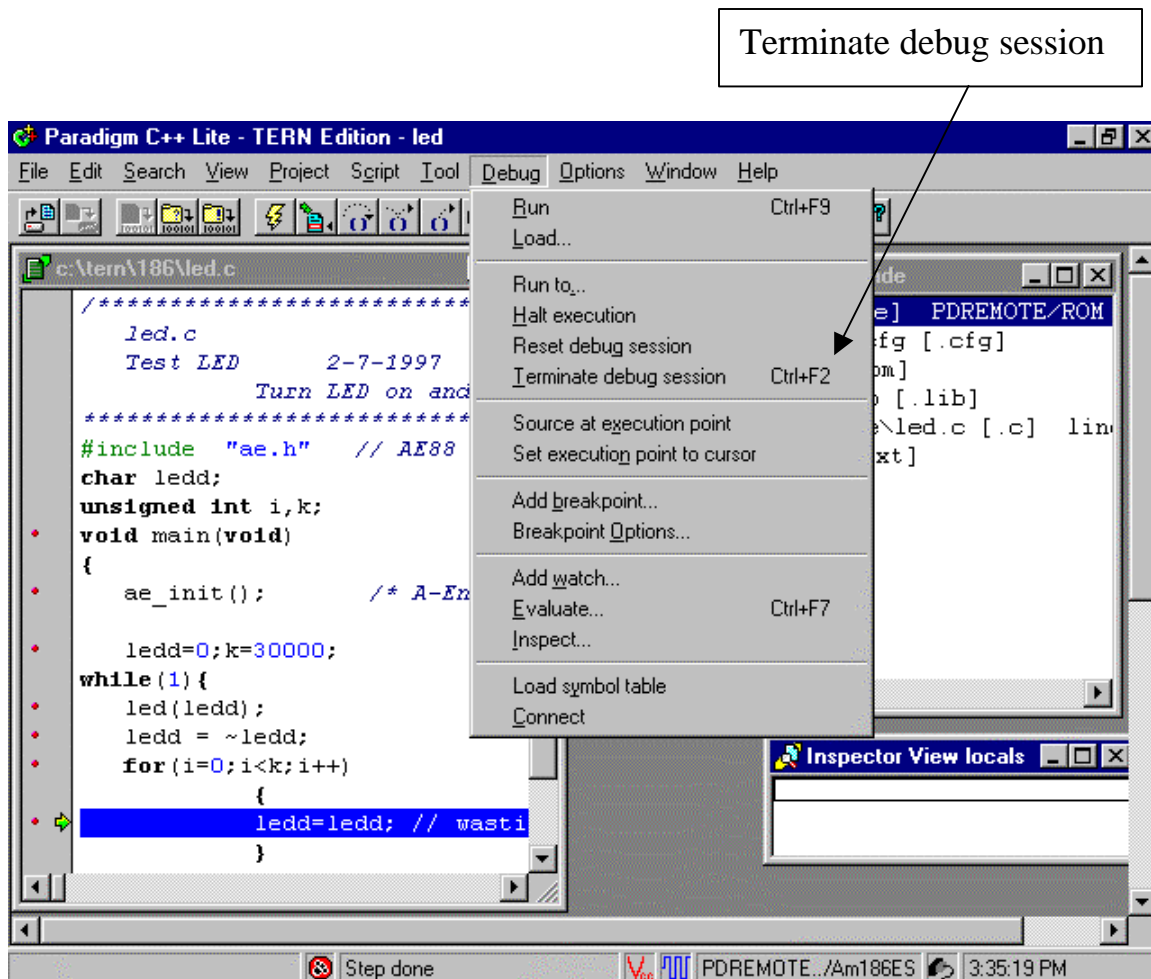 Terminate debug session
Paradigm C++ Lite - TERN Edition - led
File Edit Search View Project Script Tool Debug Options Window Help
Run Ctrl+F9
Load...
Run to...
Halt execution
Reset debug session
Terminate debug session Ctrl+F2
Source at execution point
Set execution point to cursor
Add breakpoint...
Breakpoint Options...
Add watch...
Evaluate... Ctrl+F7
Inspect...
Load symbol table
Connect
c:\tern\186\led.c
/***************************
led.c
Test LED 2-7-1997
Turn LED on and
***************************
#include "ae.h" // AE88
char ledd;
unsigned int i,k;
void main(void)
{
ae_init(); /* A-En
ledd=0;k=30000;
while(1){
led(ledd);
ledd = ~ledd;
for(i=0;i<k;i++)
{
ledd=ledd; // wasti
}
de
e] PDREMOTE/ROM
fg [.cfg]
om]
[.lib]
e\led.c [.c] lin
xt]
Inspector View locals
Step done
Vcc
PDREMOTE../Am186ES
3:35:19 PM